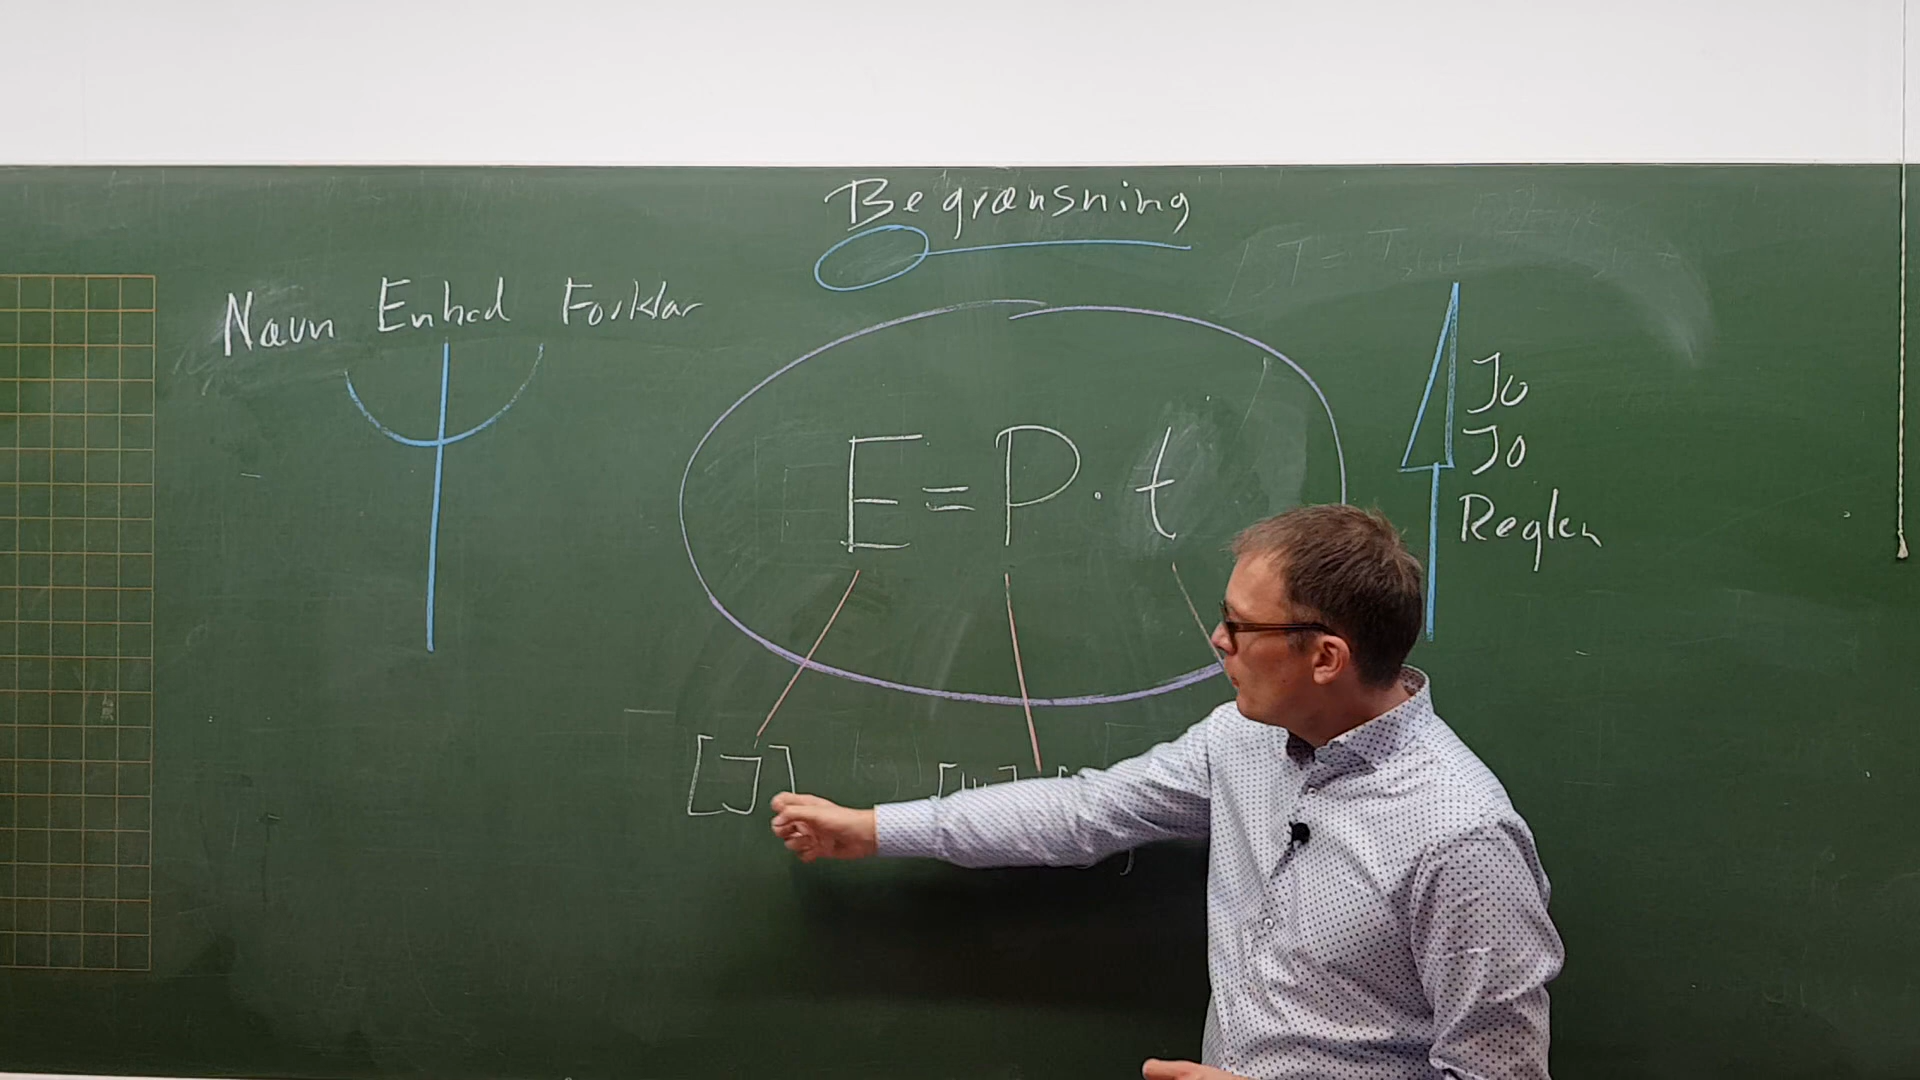 Begrænsning
Navn Enhed Forklar
E = P · t
[J]
Jo
Jo
Reglen